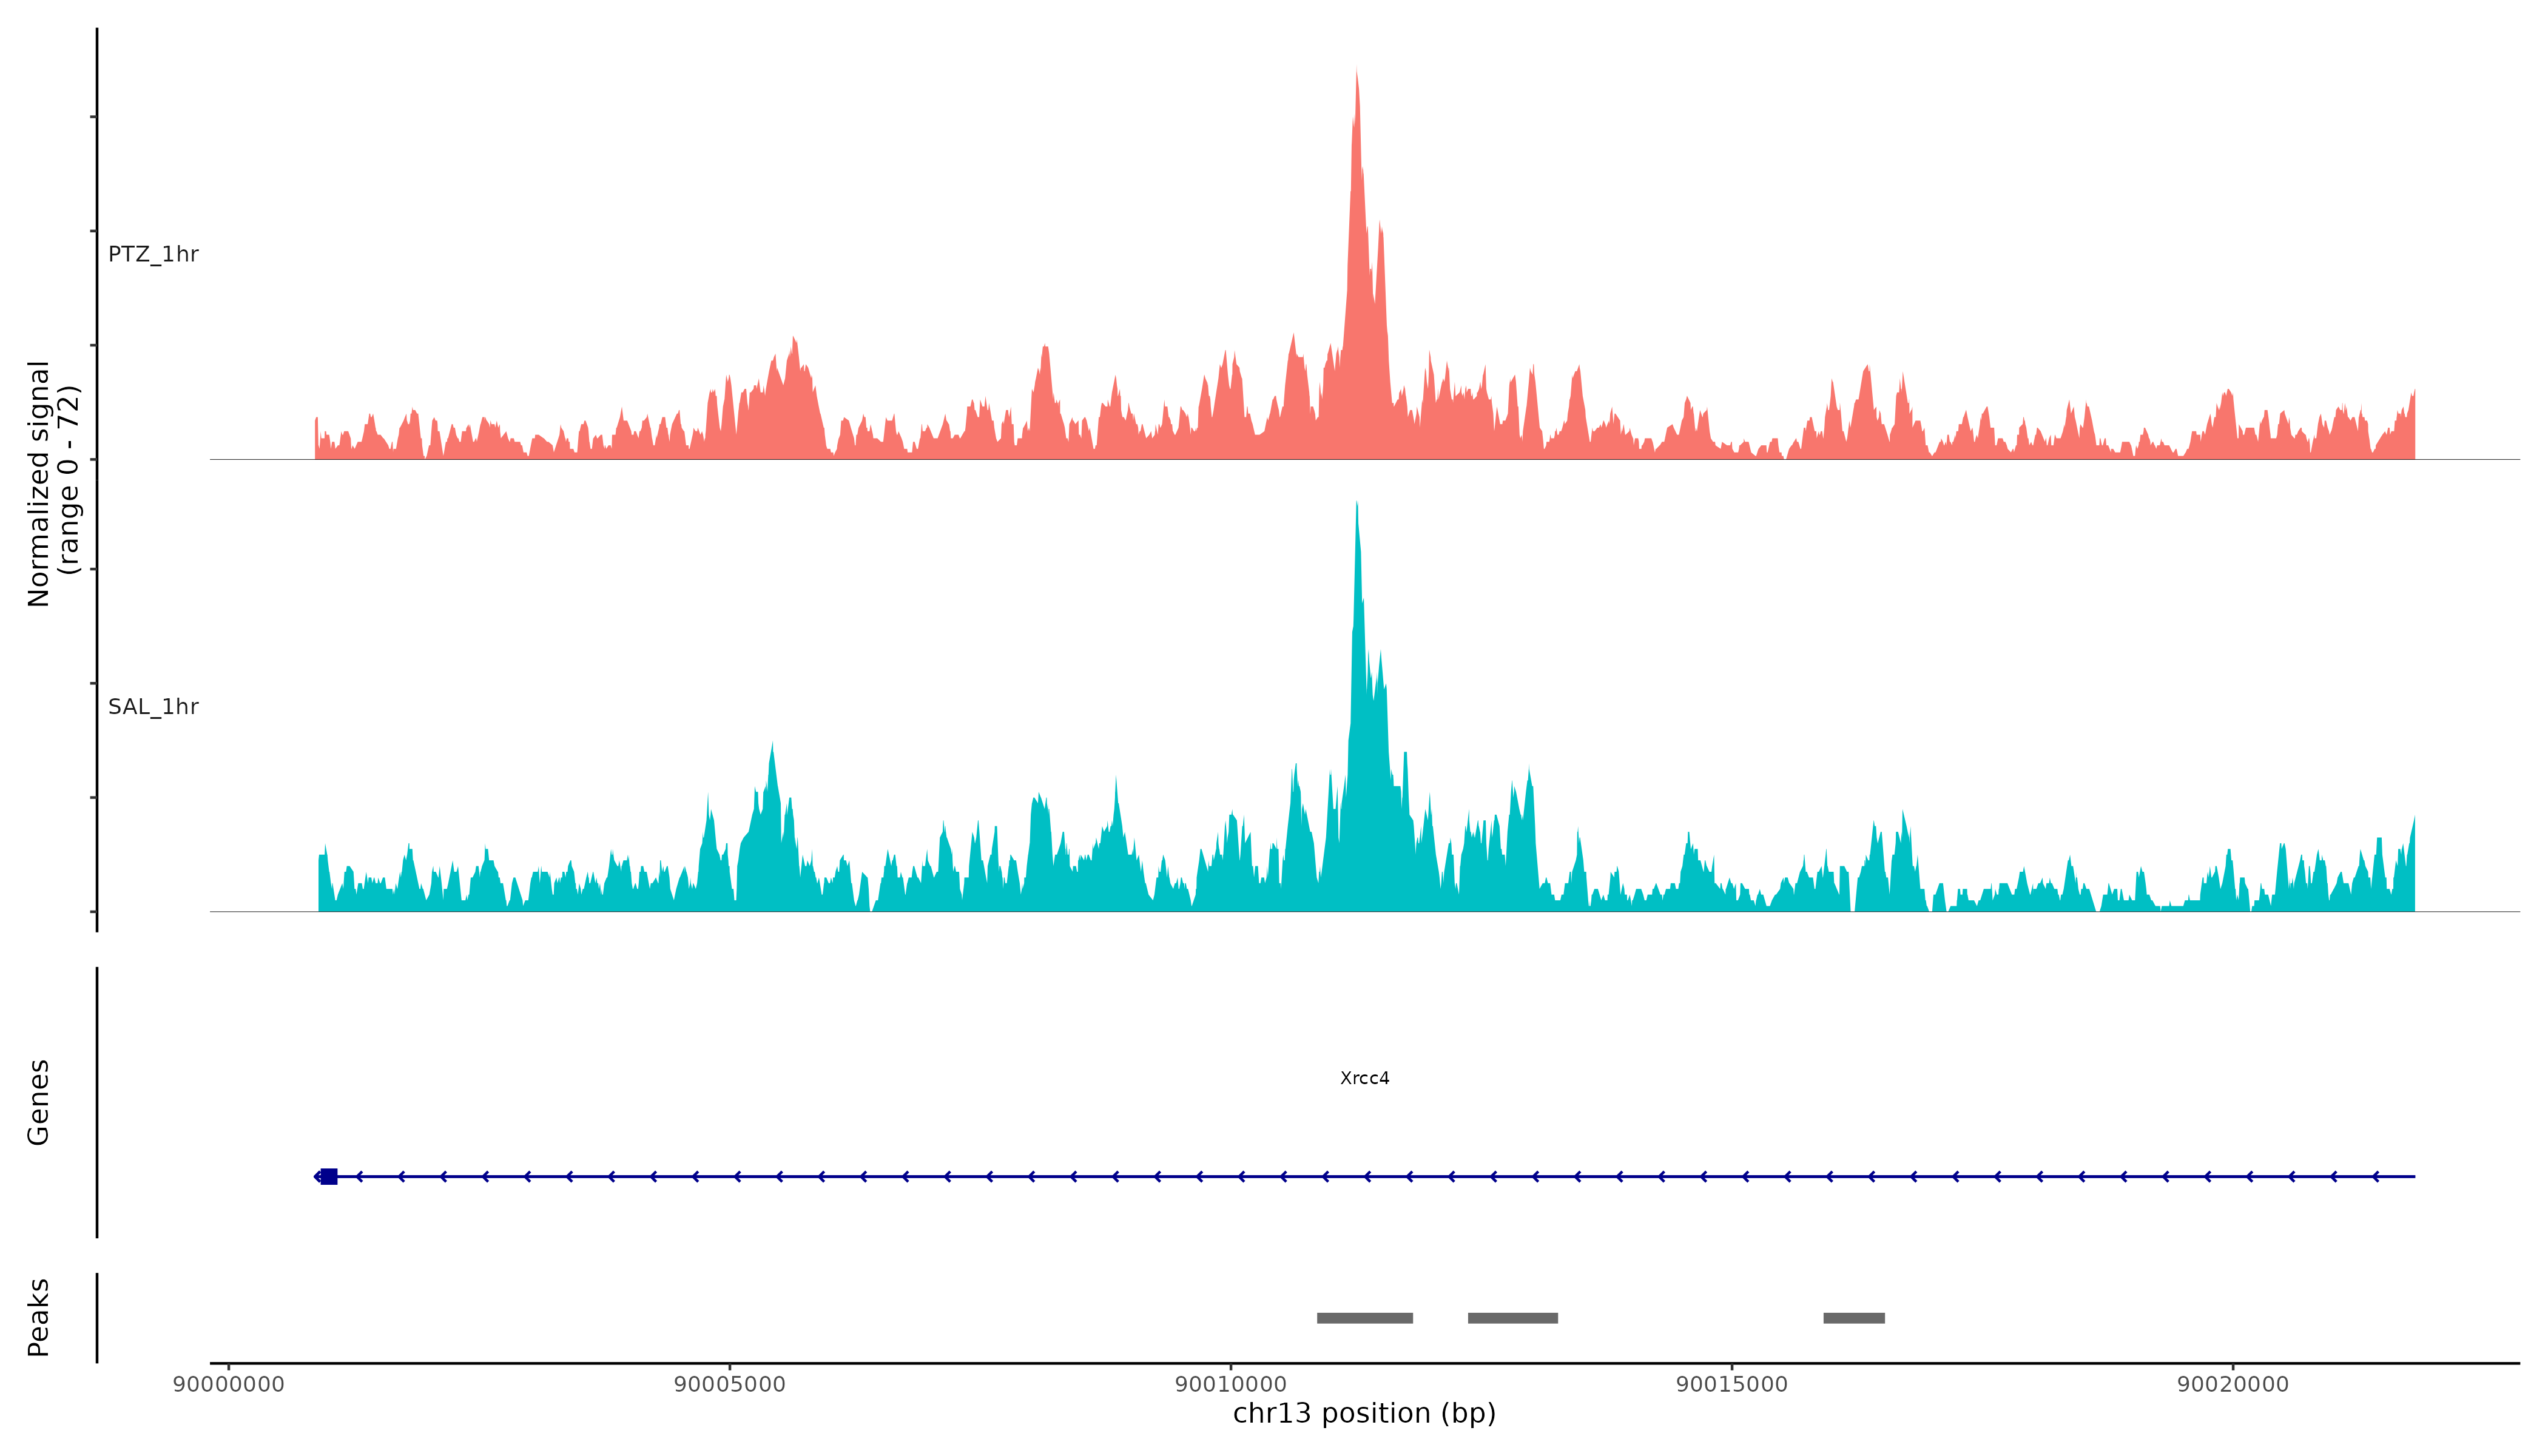 Normalized signal
(range 0 - 72)
PTZ_1hr
SAL_1hr
Genes
Xrcc4
Peaks
90000000 90005000 90010000 90015000 90020000
chr13 position (bp)